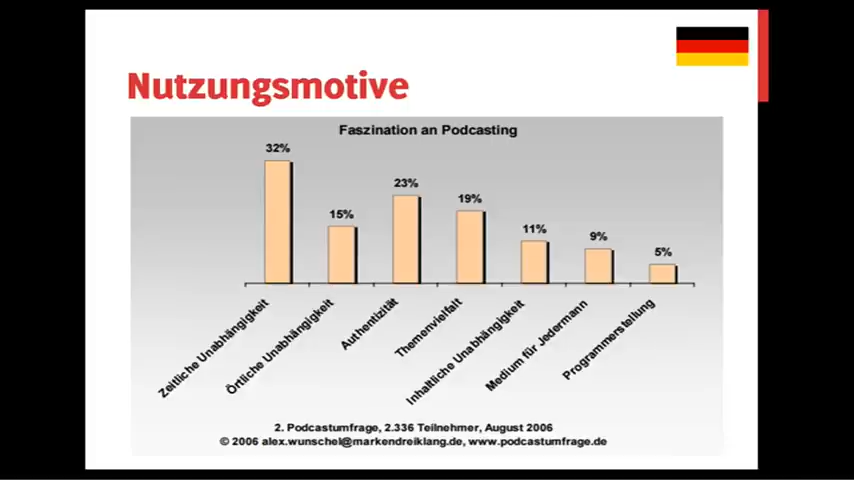 Nutzungsmotive
Faszination an Podcasting
32%
15%
23%
19%
11%
9%
5%
Zeitliche Unabhängigkeit
Örtliche Unabhängigkeit
Authentizität
Themenvielfalt
Inhaltliche Unabhängigkeit
Medium für Jedermann
Programmerstellung
2. Podcastumfrage, 2.336 Teilnehmer, August 2006
© 2006 alex.wunschel@markendreiklang.de, www.podcastumfrage.de